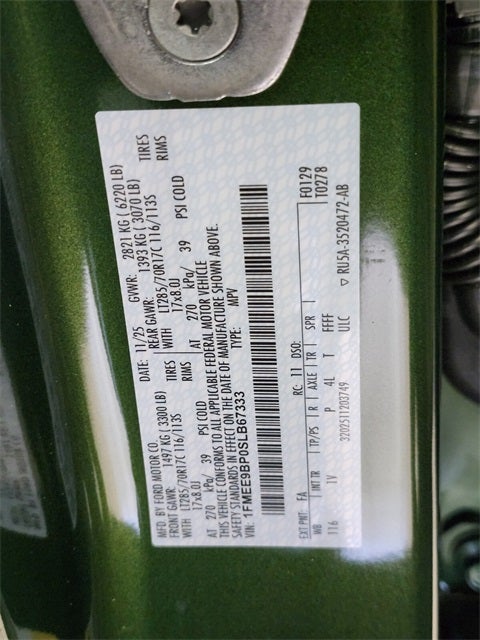 MFD. BY FORD MOTOR CO.
DATE: 11/25 GVWR: 2821 KG ( 6220 LB)
FRONT GAWR: 1497 KG ( 3300 LB) REAR GAWR: 1393 KG ( 3070 LB)
WITH LT285/70R17C 116/113S TIRES WITH LT285/70R17C 116/113S TIRES
17x8.0J RIMS 17x8.0J RIMS
AT 270 kPa/ 39 PSI COLD AT 270 kPa/ 39 PSI COLD
THIS VEHICLE CONFORMS TO ALL APPLICABLE FEDERAL MOTOR VEHICLE
SAFETY STANDARDS IN EFFECT ON THE DATE OF MANUFACTURE SHOWN ABOVE.
VIN: 1FMEE9BP0SLB67333 TYPE: MPV
F0129
T0278
EXT PNT: FA RC: 11 DSO:
WB INT TR TP/PS R AXLE TR SPR
116 1V P 4L T FFFF
ULC
3202511203749
▽ RU5A-3520472-AB